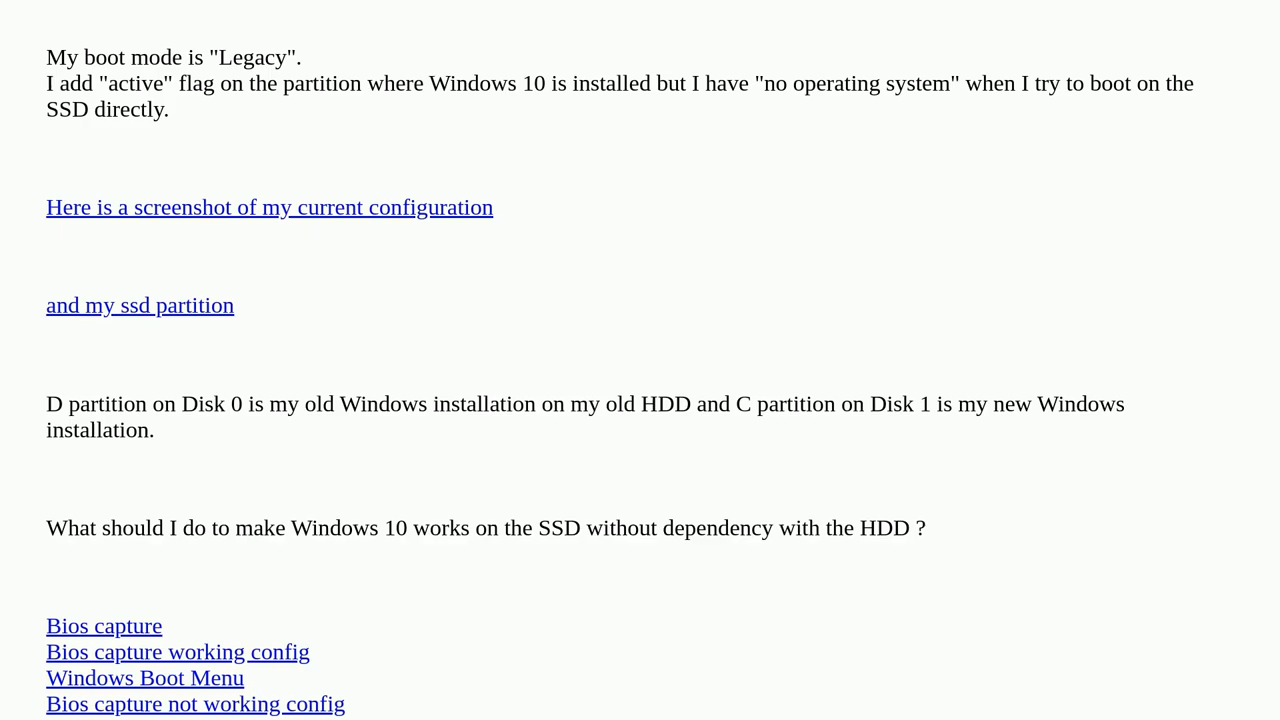 My boot mode is "Legacy".
I add "active" flag on the partition where Windows 10 is installed but I have "no operating system" when I try to boot on the
SSD directly.
Here is a screenshot of my current configuration
and my ssd partition
D partition on Disk 0 is my old Windows installation on my old HDD and C partition on Disk 1 is my new Windows
installation.
What should I do to make Windows 10 works on the SSD without dependency with the HDD ?
Bios capture
Bios capture working config
Windows Boot Menu
Bios capture not working config